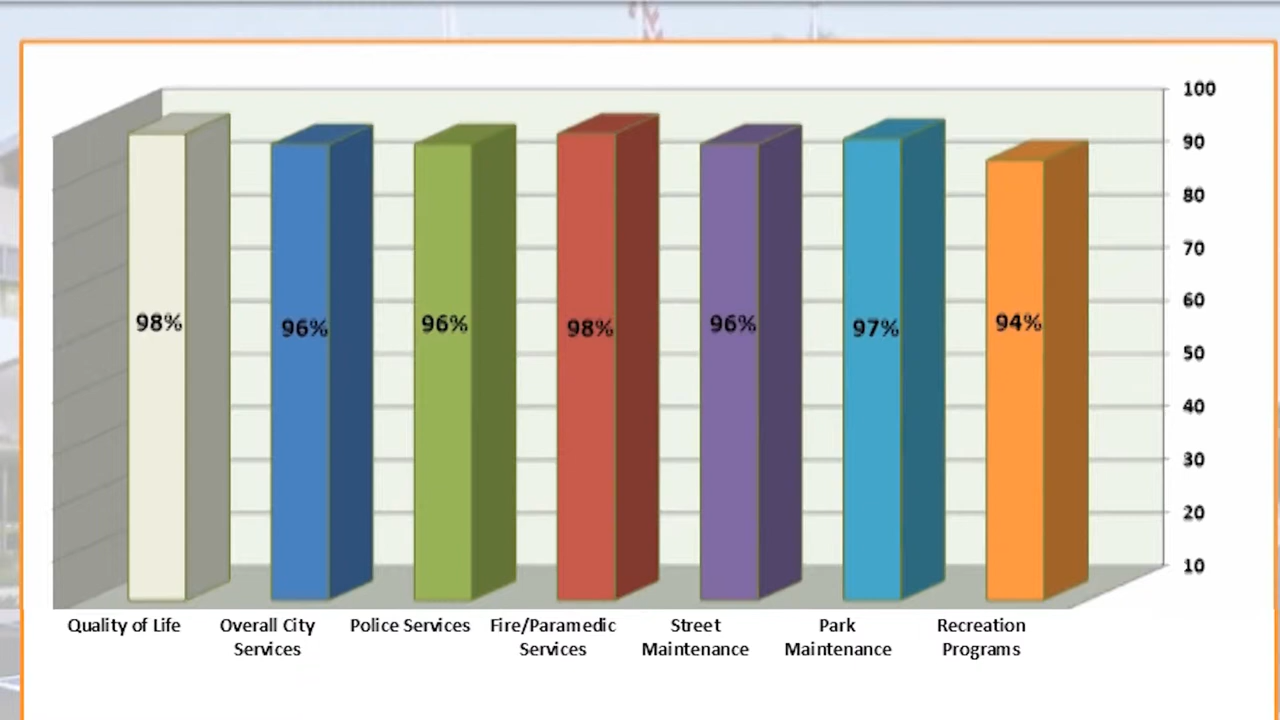 100
90
80
70
60
50
40
30
20
10
98%
96%
96%
98%
96%
97%
94%
Quality of Life
Overall City
Services
Police Services
Fire/Paramedic
Services
Street
Maintenance
Park
Maintenance
Recreation
Programs